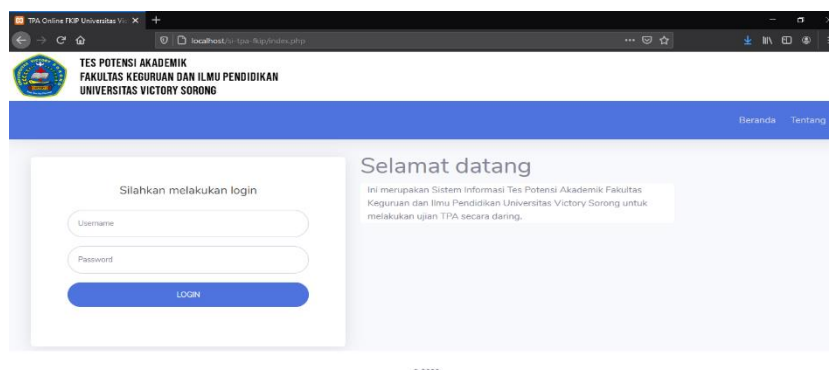 TPA Online FKIP Universitas Vic
localhost/si-tpa-fkip/index.php
TES POTENSI AKADEMIK
FAKULTAS KEGURUAN DAN ILMU PENDIDIKAN
UNIVERSITAS VICTORY SORONG
Beranda Tentang
Silahkan melakukan login
Username
Password
LOGIN
Selamat datang
Ini merupakan Sistem Informasi Tes Potensi Akademik Fakultas
Keguruan dan Ilmu Pendidikan Universitas Victory Sorong untuk
melakukan ujian TPA secara daring.